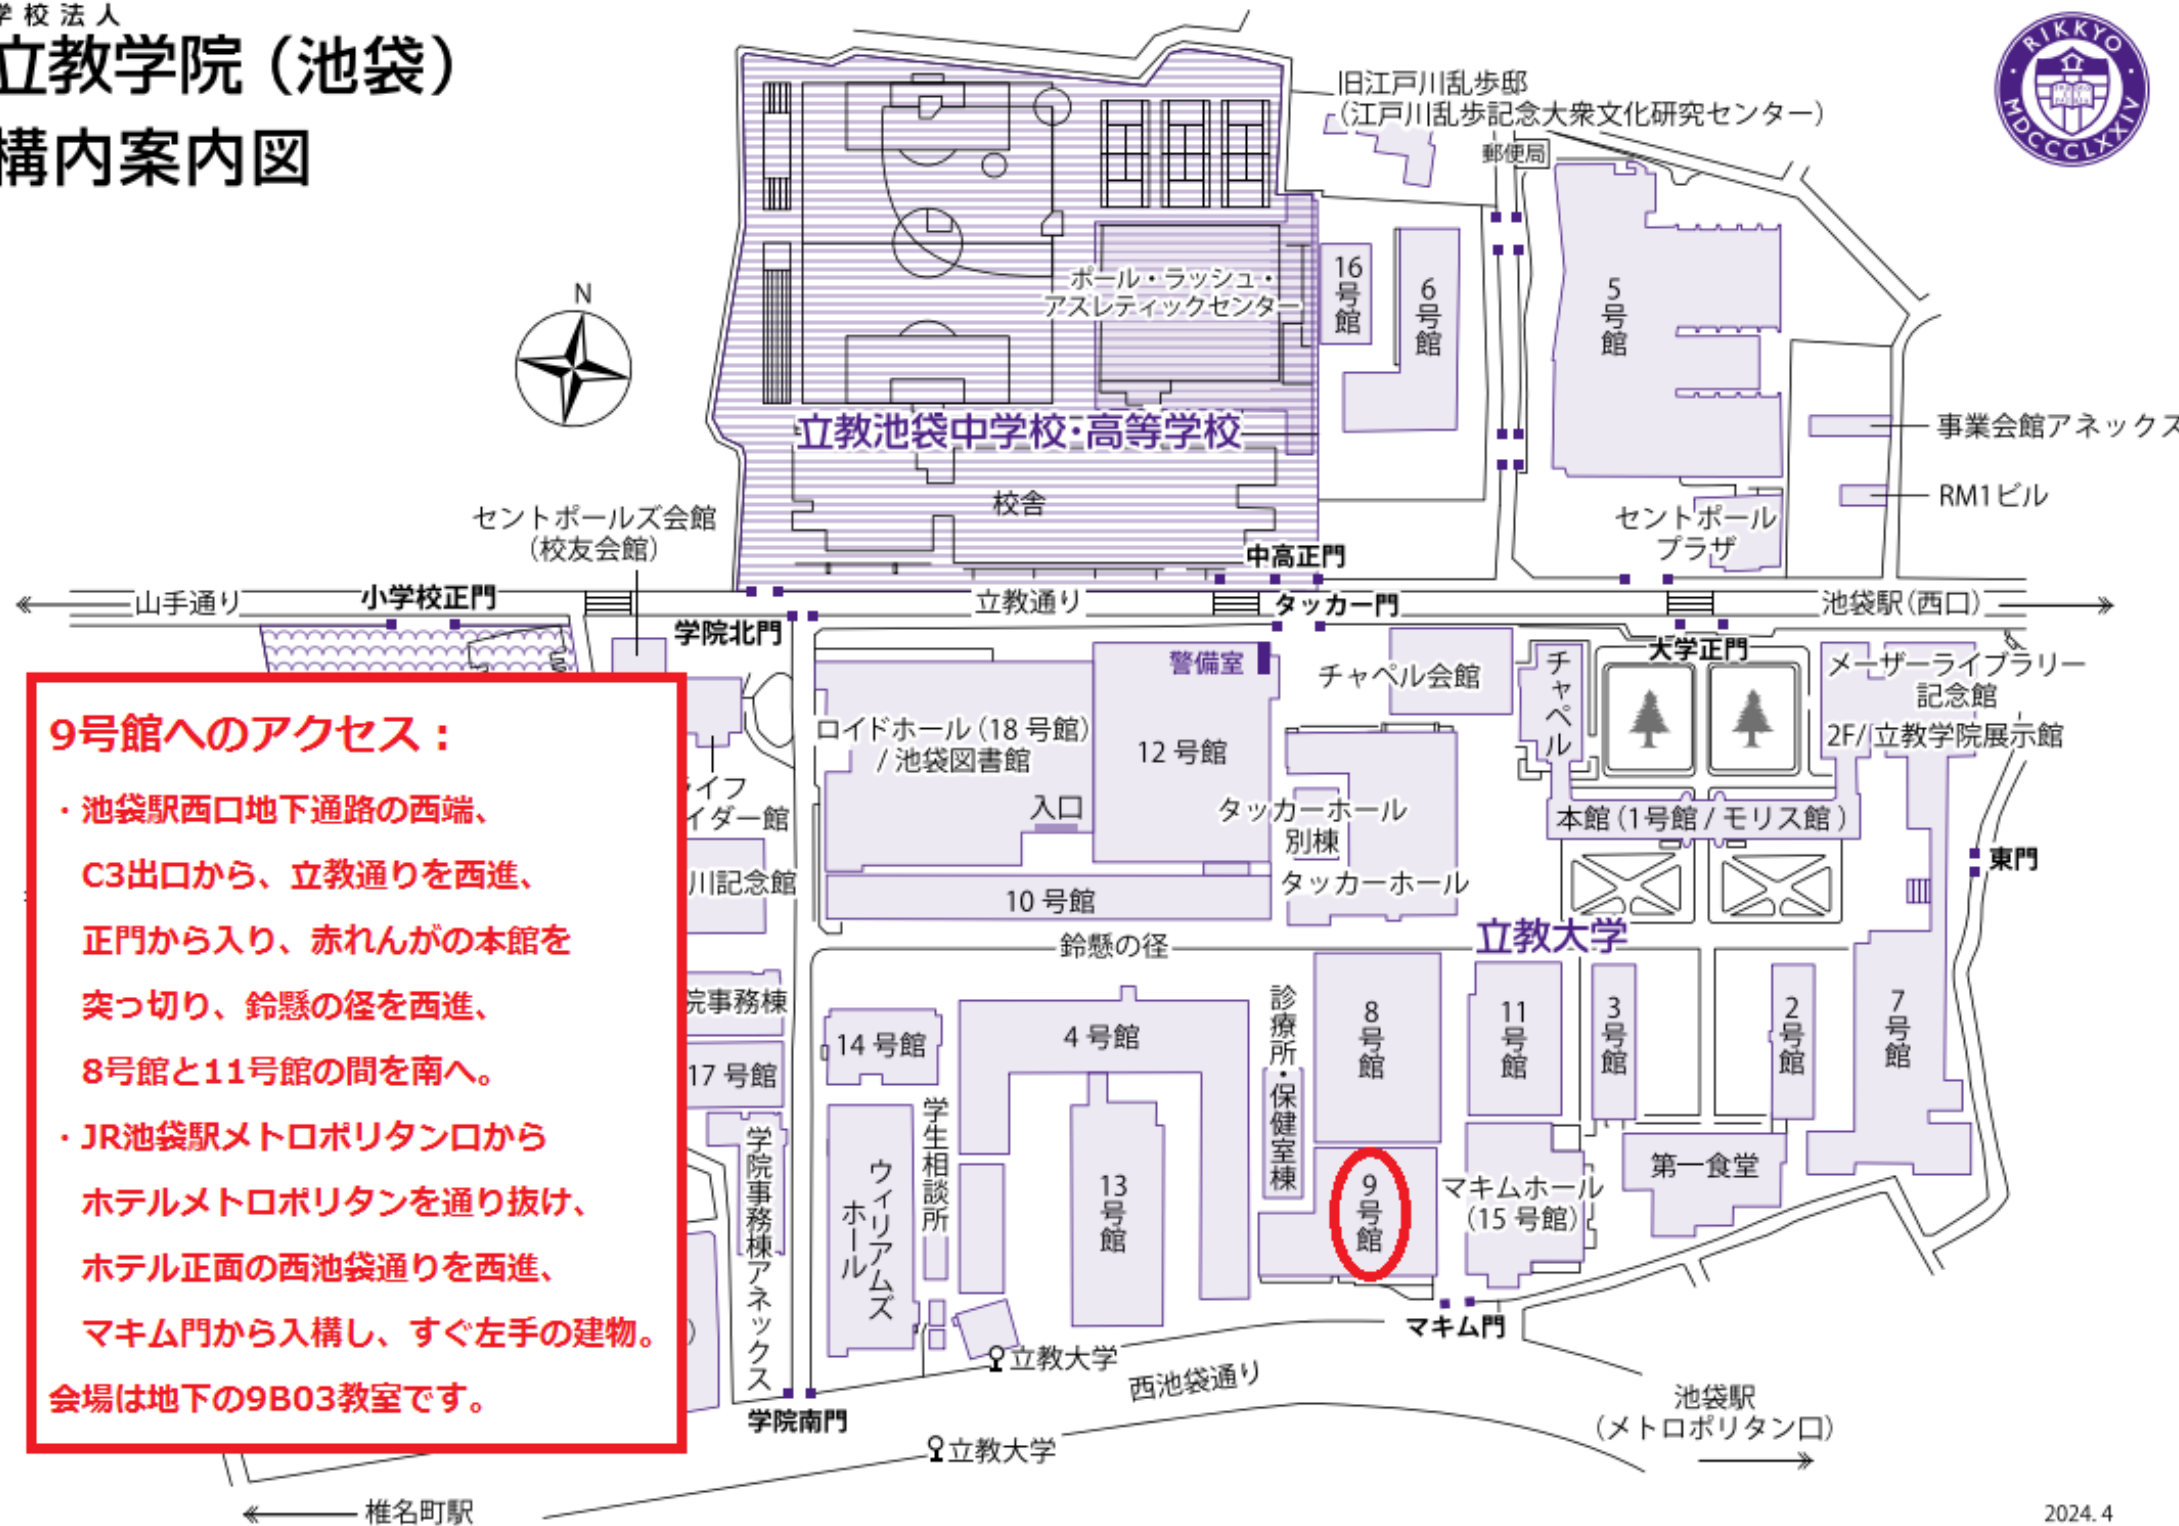 学校法人
立教学院（池袋）
構内案内図
RIKKYO
MDCCCLXXIV
旧江戸川乱歩邸
（江戸川乱歩記念大衆文化研究センター）
郵便局
N
ポール・ラッシュ・
アスレティックセンター
16号館
6号館
5号館
立教池袋中学校・高等学校
事業会館アネックス
RM1ビル
校舎
セントポールズ会館
（校友会館）
セントポール
プラザ
中高正門
山手通り
小学校正門
立教通り
タッカー門
池袋駅（西口）
学院北門
大学正門
警備室
チャペル会館
チャペル
メーザーライブラリー
記念館
2F/立教学院展示館
ロイドホール（18号館）
/池袋図書館
入口
12号館
タッカーホール
別棟
タッカーホール
本館（1号館/モリス館）
東門
イフ
イダー館
川記念館
10号館
立教大学
鈴懸の径
院事務棟
17号館
14号館
4号館
診療所・保健室棟
8号館
11号館
3号館
2号館
7号館
学院事務棟アネックス
ウィリアムズ
ホール
学生相談所
13号館
9号館
マキムホール
（15号館）
第一食堂
マキム門
立教大学
西池袋通り
学院南門
立教大学
池袋駅
（メトロポリタン口）
椎名町駅
2024.4
9号館へのアクセス：
・池袋駅西口地下通路の西端、
C3出口から、立教通りを西進、
正門から入り、赤れんがの本館を
突っ切り、鈴懸の径を西進、
8号館と11号館の間を南へ。
・JR池袋駅メトロポリタン口から
ホテルメトロポリタンを通り抜け、
ホテル正面の西池袋通りを西進、
マキム門から入構し、すぐ左手の建物。
会場は地下の9B03教室です。